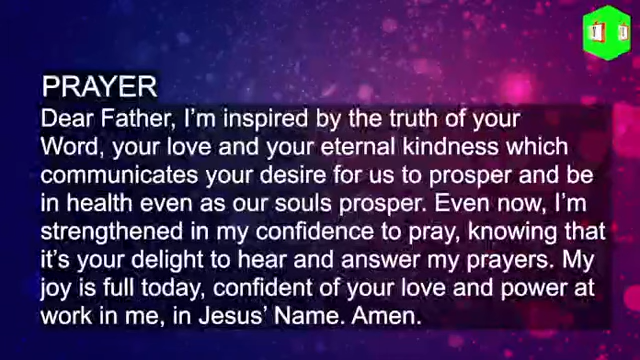 PRAYER
Dear Father, I'm inspired by the truth of your
Word, your love and your eternal kindness which
communicates your desire for us to prosper and be
in health even as our souls prosper. Even now, I'm
strengthened in my confidence to pray, knowing that
it's your delight to hear and answer my prayers. My
joy is full today, confident of your love and power at
work in me, in Jesus' Name. Amen.